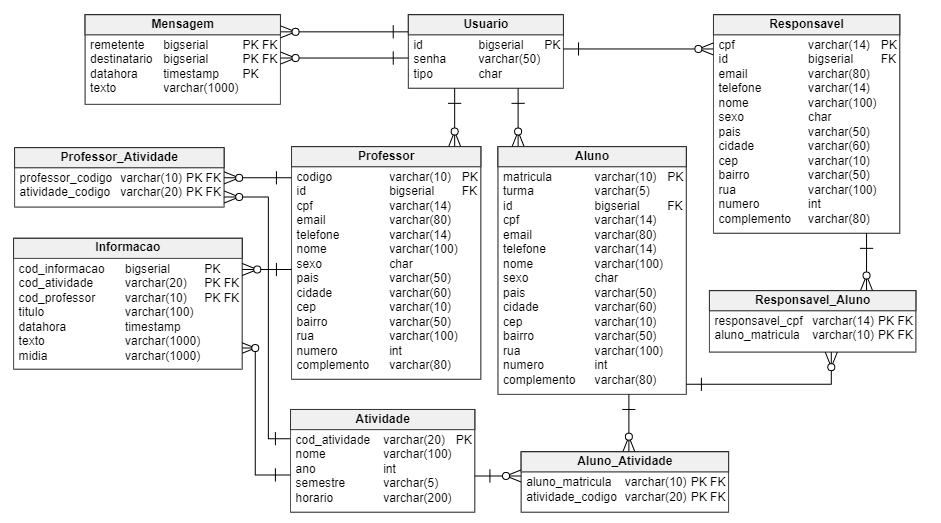 Mensagem
remetente bigserial PK FK
destinatario bigserial PK FK
datahora timestamp PK
texto varchar(1000)
Usuario
id bigserial PK
senha varchar(50)
tipo char
Responsavel
cpf varchar(14) PK
id bigserial FK
email varchar(80)
telefone varchar(14)
nome varchar(100)
sexo char
pais varchar(50)
cidade varchar(60)
cep varchar(10)
bairro varchar(50)
rua varchar(100)
numero int
complemento varchar(80)
Professor_Atividade
professor_codigo varchar(10) PK FK
atividade_codigo varchar(20) PK FK
Professor
codigo varchar(10) PK
id bigserial FK
cpf varchar(14)
email varchar(80)
telefone varchar(14)
nome varchar(100)
sexo char
pais varchar(50)
cidade varchar(60)
cep varchar(10)
bairro varchar(50)
rua varchar(100)
numero int
complemento varchar(80)
Aluno
matricula varchar(10) PK
turma varchar(5)
id bigserial FK
cpf varchar(14)
email varchar(80)
telefone varchar(14)
nome varchar(100)
sexo char
pais varchar(50)
cidade varchar(60)
cep varchar(10)
bairro varchar(50)
rua varchar(100)
numero int
complemento varchar(80)
Informacao
cod_informacao bigserial PK
cod_atividade varchar(20) PK FK
cod_professor varchar(10) PK FK
titulo varchar(100)
datahora timestamp
texto varchar(1000)
midia varchar(1000)
Responsavel_Aluno
responsavel_cpf varchar(14) PK FK
aluno_matricula varchar(10) PK FK
Atividade
cod_atividade varchar(20) PK
nome varchar(100)
ano int
semestre varchar(5)
horario varchar(200)
Aluno_Atividade
aluno_matricula varchar(10) PK FK
atividade_codigo varchar(20) PK FK